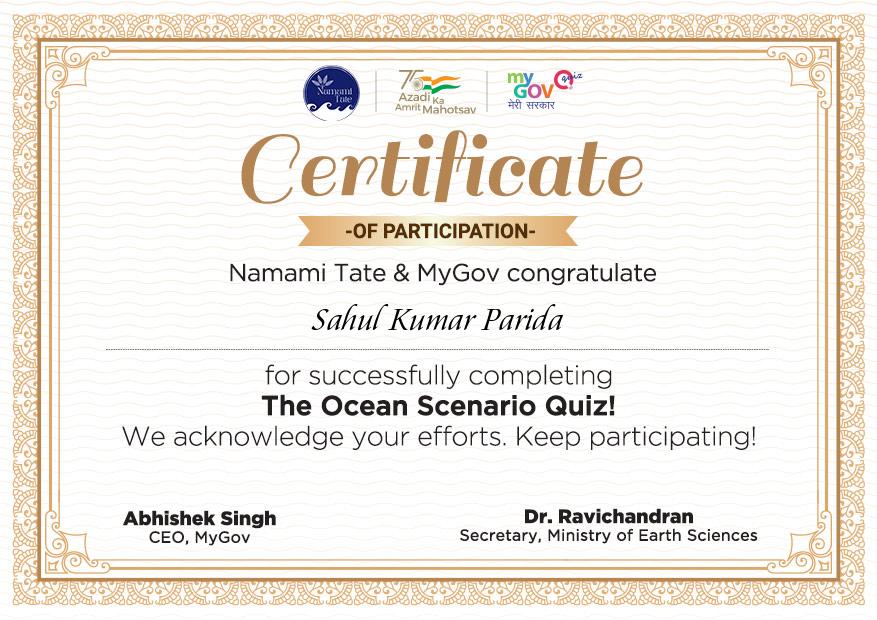 Namami
Tate
75
Azadi Ka
Amrit Mahotsav
my
GOV
quiz
मेरी सरकार
Certificate
-OF PARTICIPATION-
Namami Tate & MyGov congratulate
Sahul Kumar Parida
for successfully completing
The Ocean Scenario Quiz!
We acknowledge your efforts. Keep participating!
Abhishek Singh
CEO, MyGov
Dr. Ravichandran
Secretary, Ministry of Earth Sciences